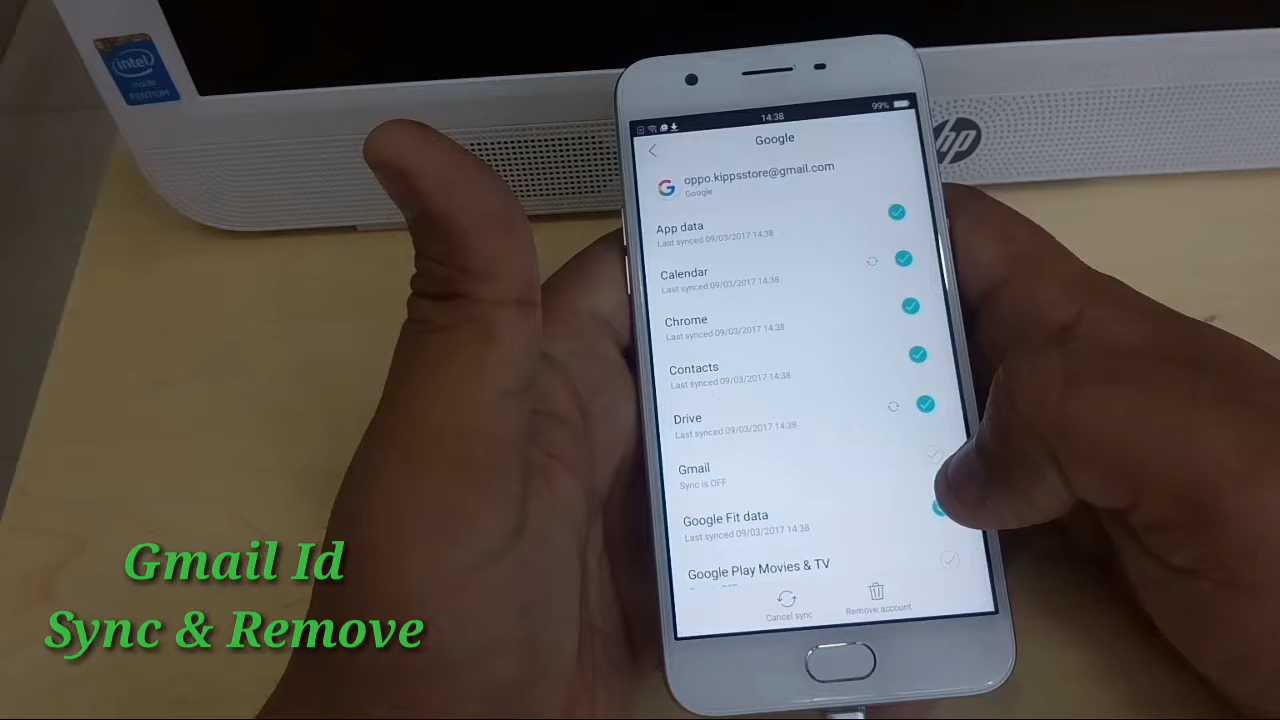 intel
inside
PENTIUM
hp
99%
14:38
Google
oppo.kippsstore@gmail.com
Google
App data
Last synced 09/03/2017 14:38
Calendar
Last synced 09/03/2017 14:38
Chrome
Last synced 09/03/2017 14:38
Contacts
Last synced 09/03/2017 14:38
Drive
Last synced 09/03/2017 14:38
Gmail
Sync is OFF
Google Fit data
Last synced 09/03/2017 14:38
Google Play Movies & TV
Cancel sync
Remove account
Gmail Id
Sync & Remove